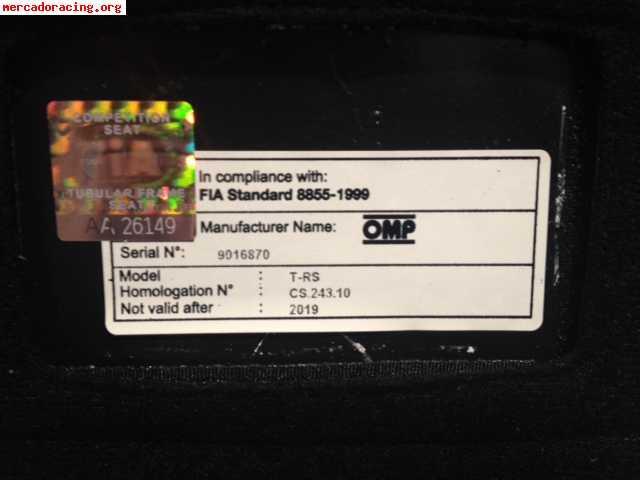 mercadoracing.org
COMPETITION
SEAT
TUBULAR FRAME
SEAT
AA 26149
In compliance with:
FIA Standard 8855-1999
Manufacturer Name: OMP
Serial N°: 9016870
Model : T-RS
Homologation N° : CS.243.10
Not valid after : 2019